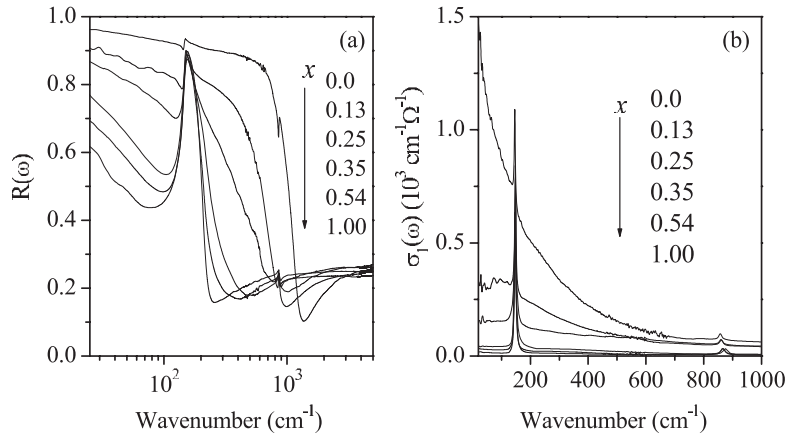 (a)
R(ω)
1.0
0.8
0.6
0.4
0.2
0.0
x
0.0
0.13
0.25
0.35
0.54
1.00
10²
10³
Wavenumber (cm⁻¹)
(b)
σ₁(ω) (10³ cm⁻¹Ω⁻¹)
1.5
1.0
0.5
0.0
x
0.0
0.13
0.25
0.35
0.54
1.00
200 400 600 800 1000
Wavenumber (cm⁻¹)